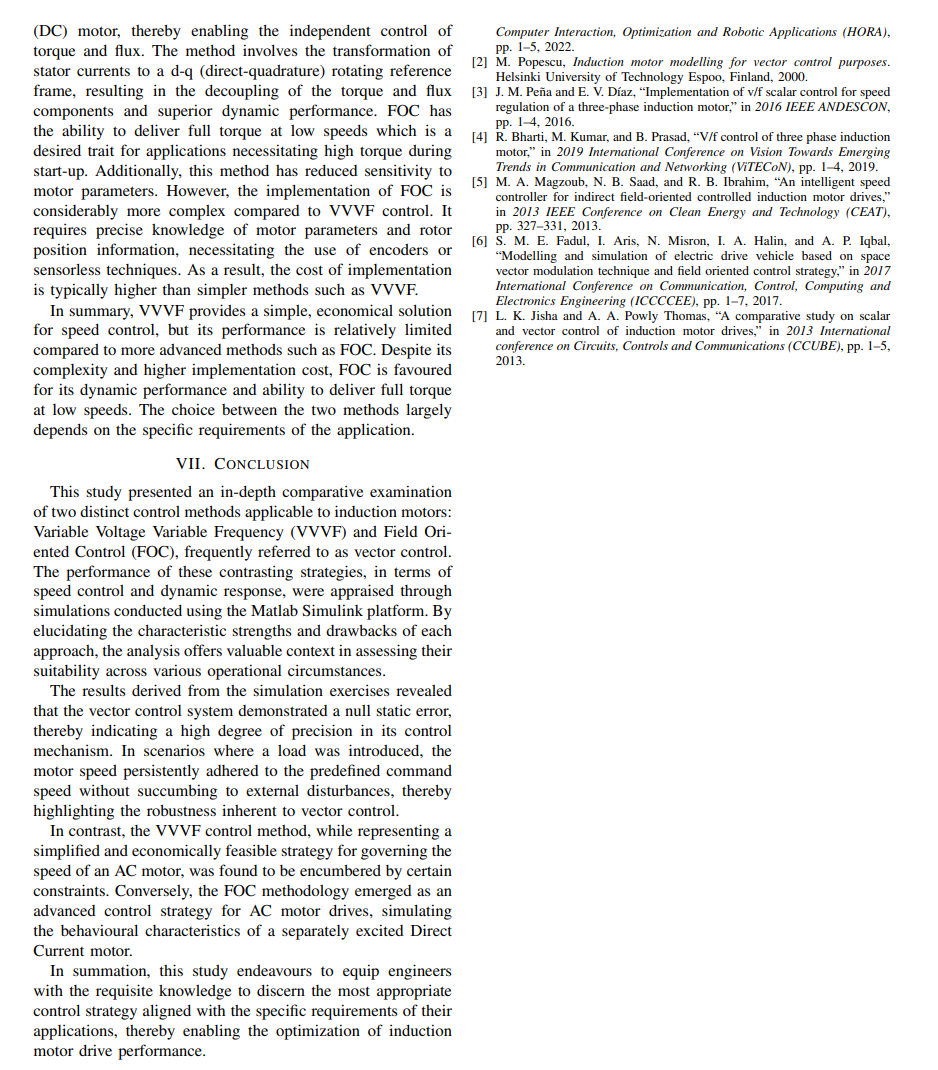 (DC) motor, thereby enabling the independent control of
torque and flux. The method involves the transformation of
stator currents to a d-q (direct-quadrature) rotating reference
frame, resulting in the decoupling of the torque and flux
components and superior dynamic performance. FOC has
the ability to deliver full torque at low speeds which is a
desired trait for applications necessitating high torque during
start-up. Additionally, this method has reduced sensitivity to
motor parameters. However, the implementation of FOC is
considerably more complex compared to VVVF control. It
requires precise knowledge of motor parameters and rotor
position information, necessitating the use of encoders or
sensorless techniques. As a result, the cost of implementation
is typically higher than simpler methods such as VVVF.
In summary, VVVF provides a simple, economical solution
for speed control, but its performance is relatively limited
compared to more advanced methods such as FOC. Despite its
complexity and higher implementation cost, FOC is favoured
for its dynamic performance and ability to deliver full torque
at low speeds. The choice between the two methods largely
depends on the specific requirements of the application.
VII. CONCLUSION
This study presented an in-depth comparative examination
of two distinct control methods applicable to induction motors:
Variable Voltage Variable Frequency (VVVF) and Field Ori-
ented Control (FOC), frequently referred to as vector control.
The performance of these contrasting strategies, in terms of
speed control and dynamic response, were appraised through
simulations conducted using the Matlab Simulink platform. By
elucidating the characteristic strengths and drawbacks of each
approach, the analysis offers valuable context in assessing their
suitability across various operational circumstances.
The results derived from the simulation exercises revealed
that the vector control system demonstrated a null static error,
thereby indicating a high degree of precision in its control
mechanism. In scenarios where a load was introduced, the
motor speed persistently adhered to the predefined command
speed without succumbing to external disturbances, thereby
highlighting the robustness inherent to vector control.
In contrast, the VVVF control method, while representing a
simplified and economically feasible strategy for governing the
speed of an AC motor, was found to be encumbered by certain
constraints. Conversely, the FOC methodology emerged as an
advanced control strategy for AC motor drives, simulating
the behavioural characteristics of a separately excited Direct
Current motor.
In summation, this study endeavours to equip engineers
with the requisite knowledge to discern the most appropriate
control strategy aligned with the specific requirements of their
applications, thereby enabling the optimization of induction
motor drive performance.
Computer Interaction, Optimization and Robotic Applications (HORA),
pp. 1–5, 2022.
[2] M. Popescu, Induction motor modelling for vector control purposes.
Helsinki University of Technology Espoo, Finland, 2000.
[3] J. M. Peña and E. V. Díaz, “Implementation of v/f scalar control for speed
regulation of a three-phase induction motor,” in 2016 IEEE ANDESCON,
pp. 1–4, 2016.
[4] R. Bharti, M. Kumar, and B. Prasad, “V/f control of three phase induction
motor,” in 2019 International Conference on Vision Towards Emerging
Trends in Communication and Networking (ViTECoN), pp. 1–4, 2019.
[5] M. A. Magzoub, N. B. Saad, and R. B. Ibrahim, “An intelligent speed
controller for indirect field-oriented controlled induction motor drives,”
in 2013 IEEE Conference on Clean Energy and Technology (CEAT),
pp. 327–331, 2013.
[6] S. M. E. Fadul, I. Aris, N. Misron, I. A. Halin, and A. P. Iqbal,
“Modelling and simulation of electric drive vehicle based on space
vector modulation technique and field oriented control strategy,” in 2017
International Conference on Communication, Control, Computing and
Electronics Engineering (ICCCCEE), pp. 1–7, 2017.
[7] L. K. Jisha and A. A. Powly Thomas, “A comparative study on scalar
and vector control of induction motor drives,” in 2013 International
conference on Circuits, Controls and Communications (CCUBE), pp. 1–5,
2013.